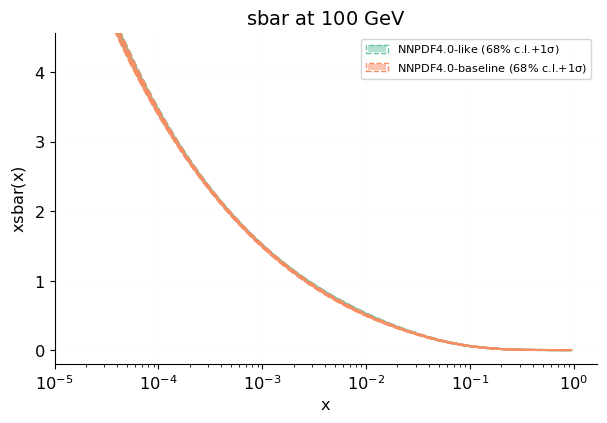 sbar at 100 GeV
NNPDF4.0-like (68% c.l.+1σ)
NNPDF4.0-baseline (68% c.l.+1σ)
xsbar(x)
4
3
2
1
0
10⁻⁵ 10⁻⁴ 10⁻³ 10⁻² 10⁻¹ 10⁰
x